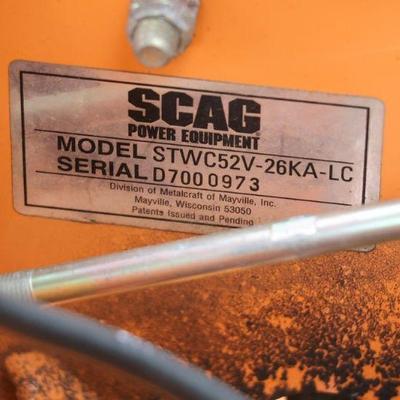 SCAG
POWER EQUIPMENT
MODEL STWC52V-26KA-LC
SERIAL D7000973
Division of Metalcraft of Mayville, Inc.
Mayville, Wisconsin 53050
Patents Issued and Pending